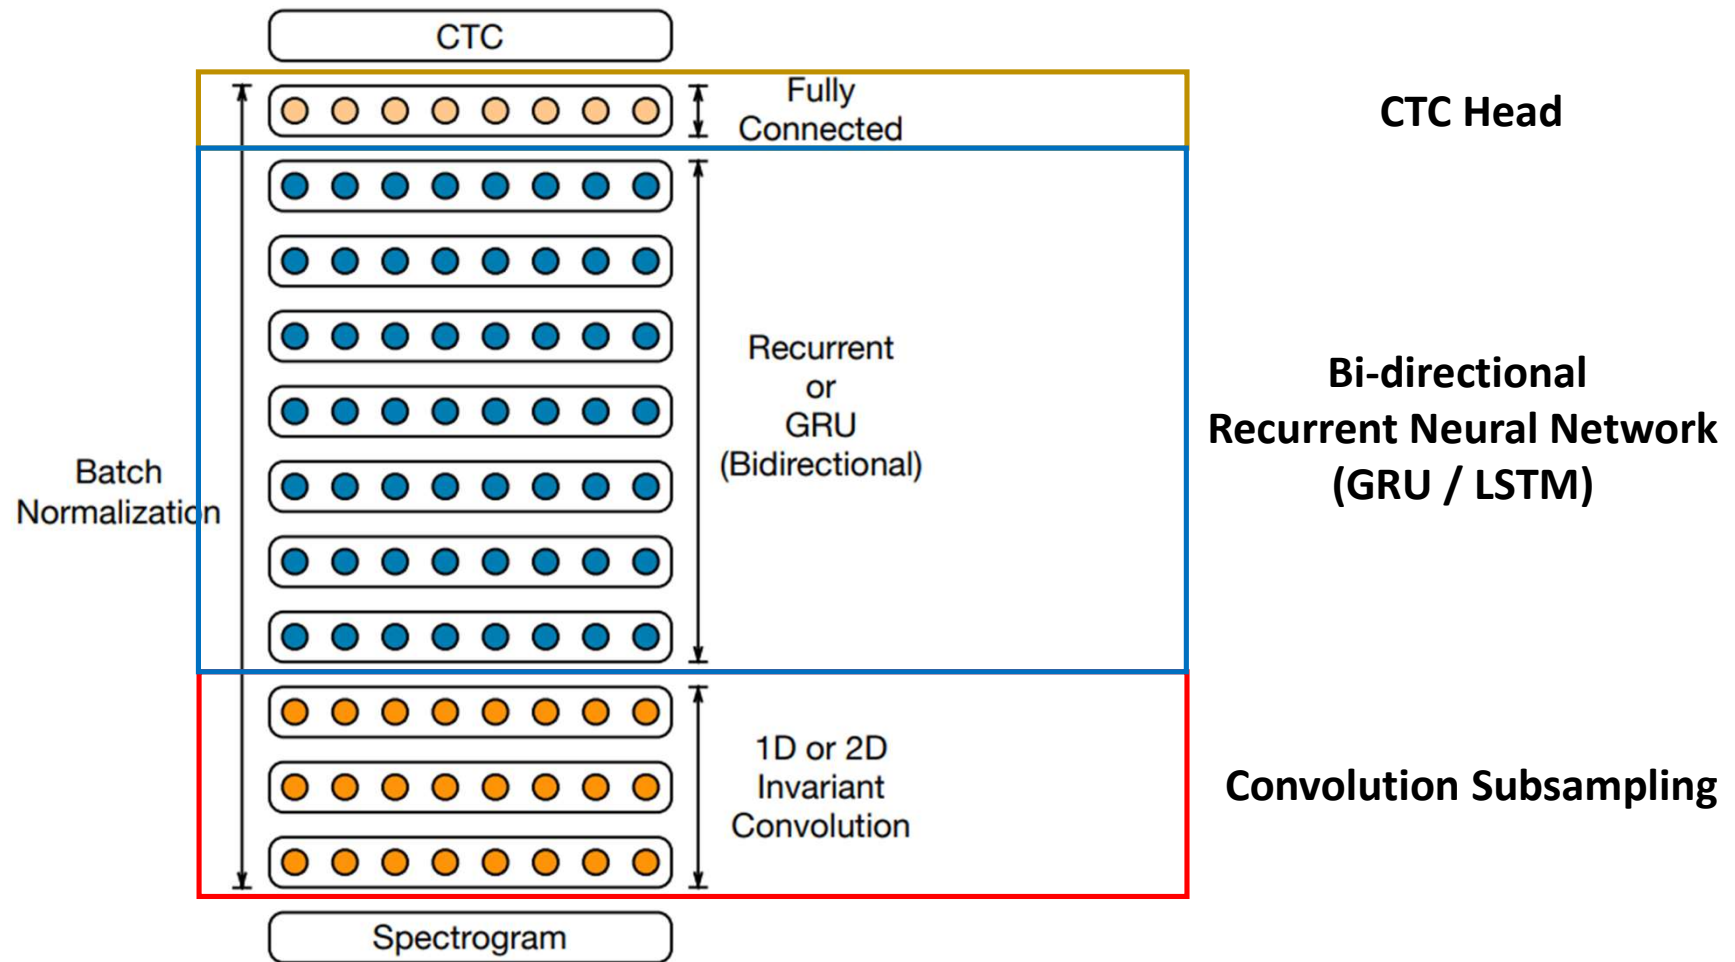 CTC
Fully
Connected
CTC Head
Recurrent
or
GRU
(Bidirectional)
Bi-directional
Recurrent Neural Network
(GRU / LSTM)
Batch
Normalization
1D or 2D
Invariant
Convolution
Convolution Subsampling
Spectrogram